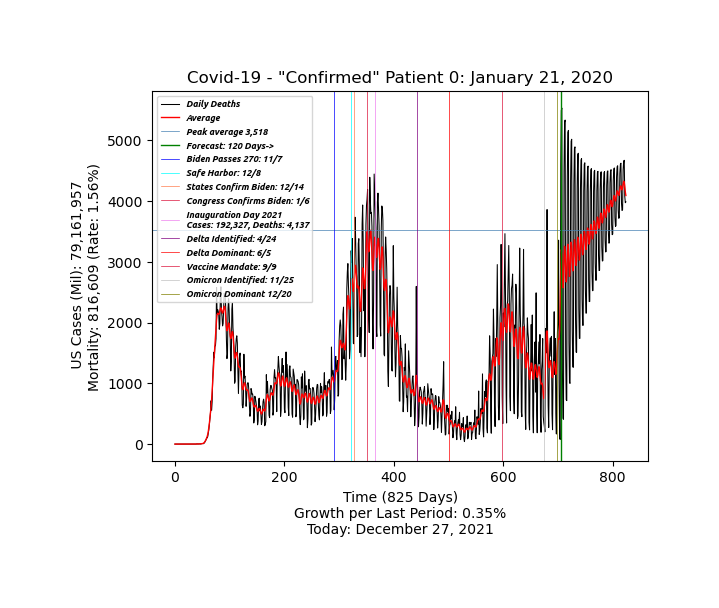 Covid-19 - "Confirmed" Patient 0: January 21, 2020
Daily Deaths
Average
Peak average 3,518
Forecast: 120 Days->
Biden Passes 270: 11/7
Safe Harbor: 12/8
States Confirm Biden: 12/14
Congress Confirms Biden: 1/6
Inauguration Day 2021
Cases: 192,327, Deaths: 4,137
Delta Identified: 4/24
Delta Dominant: 6/5
Vaccine Mandate: 9/9
Omicron Identified: 11/25
Omicron Dominant 12/20
US Cases (Mil): 79,161,957
Mortality: 816,609 (Rate: 1.56%)
5000
4000
3000
2000
1000
0
0 200 400 600 800
Time (825 Days)
Growth per Last Period: 0.35%
Today: December 27, 2021